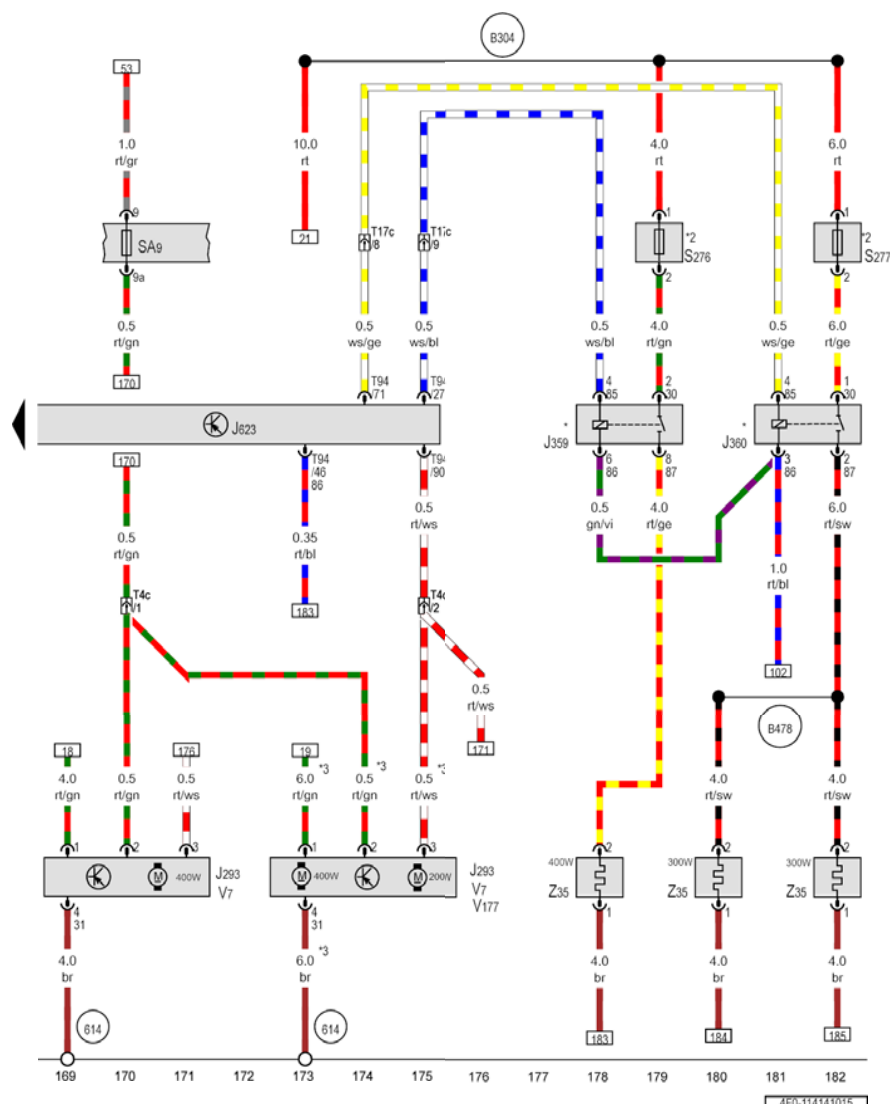 B304
53
1.0
rt/gr
10.0
rt
4.0
rt
6.0
rt
9
SA9
9a
21
T17c
/8
T17c
/9
1
*2
S276
2
1
*2
S277
2
0.5
rt/gn
0.5
ws/ge
0.5
ws/bl
0.5
ws/bl
4.0
rt/gn
0.5
ws/ge
6.0
rt/ge
170
T94
/71
T94
/27
4
85
2
30
4
85
1
30
J623
*
J359
*
J360
170
T94
/46
86
T94
/90
6
86
8
87
3
86
2
87
0.5
rt/gn
0.35
rt/bl
0.5
rt/ws
0.5
gn/vi
4.0
rt/ge
1.0
rt/bl
6.0
rt/sw
T4c
/1
183
T4c
/2
102
0.5
rt/ws
171
B478
18
176
19
*3
*3
4.0
rt/gn
0.5
rt/gn
0.5
rt/ws
6.0
rt/gn
0.5
rt/gn
0.5
rt/ws
4.0
rt/sw
4.0
rt/sw
1
2
3
1
2
3
2
2
2
M
400W
J293
V7
M
400W
M
200W
J293
V7
V177
400W
Z35
300W
Z35
300W
Z35
4
31
4
31
1
1
1
4.0
br
6.0
*3
br
4.0
br
4.0
br
4.0
br
614
614
183
184
185
169 170 171 172 173 174 175 176 177 178 179 180 181 182
4F0-114141015